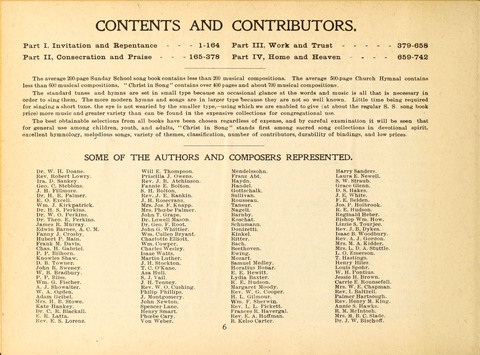 CONTENTS AND CONTRIBUTORS.
Part I. Invitation and Repentance - - - - 1-164
Part II, Consecration and Praise - - - - 165-378
Part III, Work and Trust - - - - 379-658
Part IV, Home and Heaven - - - - 659-742
The average 200-page Sunday School song book contains less than 200 musical compositions. The average 500-page Church Hymnal contains
less than 600 musical compositions. "Christ in Song" contains over 400 pages and about 700 musical compositions.
The standard tunes and hymns are set in small type because an occasional glance at the words and music is all that is necessary in
order to sing them. The more modern hymns and songs are in larger type because they are not so well known. Little time being required
for singing a short tune, the eye is not wearied by the smaller type,—using which we are enabled to give (at about the regular S. S. song book
price) more music and greater variety than can be found in the expensive collections for congregational use.
The best obtainable selections from all books have been chosen regardless of expense, and by careful examination it will be seen that
for general use among children, youth, and adults, "Christ in Song" stands first among sacred song collections in devotional spirit,
excellent hymns, melodious songs, variety of themes, classification, number of contributors, durability of binding, and low prices.
SOME OF THE AUTHORS AND COMPOSERS REPRESENTED.
Dr. W. H. Doane.
Rev. Robert Lowry.
Ira. D. Sankey.
Geo. C. Stebbins.
J. H. Fillmore.
Dr. H. R. Palmer.
E. O. Excell.
Wm. J. Kirkpatrick.
Dr. H. S. Perkins.
Dr. W. O. Perkins.
Theo. E. Perkins.
James E. Murray.
Edwin Barnes, A. C. M.
Fanny J. Crosby.
Hubert P. Main.
Frank M. Davis.
Chas. H. Gabriel.
P. P. Bilhorn.
Knowles Shaw.
D. B. Towner.
John R. Sweney.
W. B. Bradbury.
P. P. Bliss.
Wm. G. Fischer.
A. J. Showalter.
W. A. Ogden.
Adam Geibel.
Mrs. H. B. Stowe.
Kate Hankey.
Dr. C. R. Blackall.
E. R. Latta.
Rev. E. S. Lorenz.
Will E. Thompson.
Priscilla J. Owens.
Rev. J. B. Atchinson.
Fannie E. Bolton.
S. H. Bolton.
Rev. J. E. Rankin.
J. H. Rosecrans.
Mrs. Jos. F. Knapp.
Mrs. Phœbe Palmer.
John T. Grape.
Dr. Lowell Mason.
Dr. Geo. F. Root.
John G. Whittier.
Wm. Cullen Bryant.
Charlotte Elliott.
Wm. Cowper.
Charles Wesley.
Isaac Watts.
Martin Luther.
J. H. Stockton.
T. C. O'Kane.
Asa Hull.
S. J. Vail.
J. H. Tenney.
Rev. W. O. Cushing.
Philip Phillips.
J. Montgomery.
John Newton.
Spencer Lane.
Henry Smart.
Phœbe Cary.
Von Weber.
Mendelssohn.
Franz Abt.
Haydn.
Handel.
Gottschalk.
Sullivan.
Rousseau.
Tanner.
Nageli.
Barnby.
Koschat.
Schumann.
Donizetti.
Kinkel.
Ritter.
Bach.
Beethoven.
Ewing.
Mozart.
Samuel Medley.
Horatius Bonar.
E. E. Hewitt.
Lydia Baxter.
R. E. Hudson.
Margaret Moody.
Rev. W. G. Cooper.
H. L. Gilmour.
Wm. F. Sherwin.
Rev. L. L. Pickett.
Frances R. Havergal.
Rev. E. A. Hoffman.
R. Kelso Carter.
Harry Sanders.
Laura E. Newell.
S. W. Straub.
Grace Glenn.
D. S. Hakes.
J. E. White.
F. E. Belden.
Jos. P. Holbrook.
R. E. Hudson.
Reginald Heber.
Bishop Wm. How.
Lizzie S. Tourjee.
Rev. J. B. Dykes.
Isaac B. Woodbury.
Rev. A. J. Gordon.
Mrs. M. A. Kidder.
Mrs. L. D. A. Stuttle.
L. O. Emerson.
T. Hastings.
Henry Hiles.
Louis Spohr.
W. H. Pontius.
Jessie H. Brown.
Carrie E. Rounsefell.
Mrs. W. E. Chapman.
Rev. I. Baltzell.
Palmer Hartsough.
Rev. Henry M. King.
Annie S. Hawks.
R. M. McIntosh.
Mrs. M. B. C. Slade.
Dr. J. W. Bischoff.
6